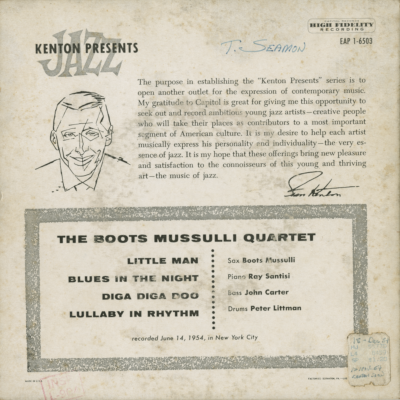 HIGH FIDELITY
RECORDING
EAP 1-6503
T. SEAMON
KENTON PRESENTS
JAZZ
The purpose in establishing the "Kenton Presents" series is to
open another outlet for the expression of contemporary music.
My gratitude to Capitol is great for giving me this opportunity to
seek out and record ambitious young jazz artists—creative people
who will take their places as contributors to a most important
segment of American culture. It is my desire to help each artist
musically express his personality and individuality—the very es-
sence of jazz. It is my hope that these offerings bring new pleasure
and satisfaction to the connoisseurs of this young and thriving
art—the music of jazz.
Stan Kenton
THE BOOTS MUSSULLI QUARTET
LITTLE MAN
BLUES IN THE NIGHT
DIGA DIGA DOO
LULLABY IN RHYTHM
Sax Boots Mussulli
Piano Ray Santisi
Bass John Carter
Drums Peter Littman
recorded June 14, 1954, in New York City